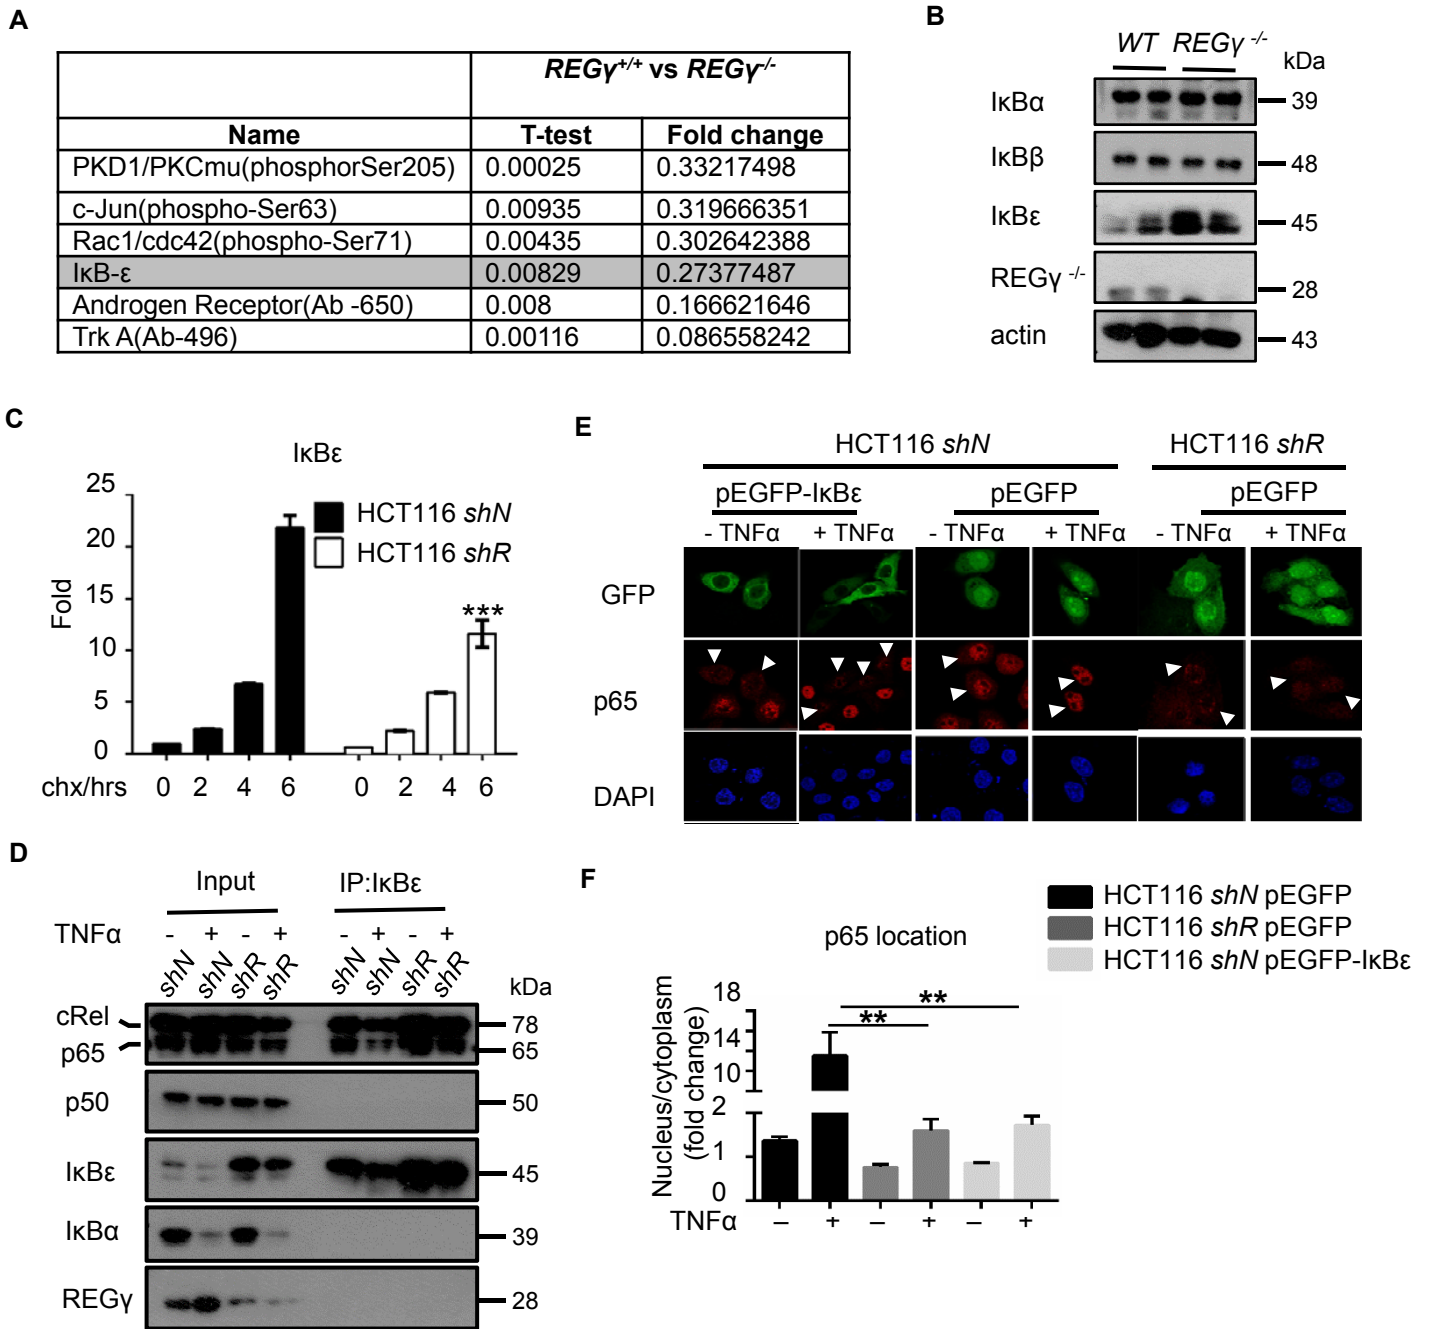 A
REGγ+/+ vs REGγ-/-
Name T-test Fold change
PKD1/PKCmu(phosphorSer205) 0.00025 0.33217498
c-Jun(phospho-Ser63) 0.00935 0.319666351
Rac1/cdc42(phospho-Ser71) 0.00435 0.302642388
IκB-ε 0.00829 0.27377487
Androgen Receptor(Ab -650) 0.008 0.166621646
Trk A(Ab-496) 0.00116 0.086558242
B
WT REGγ -/-
kDa
IκBα 39
IκBβ 48
IκBε 45
REGγ -/- 28
actin 43
C
IκBε
Fold
25
20
15
10
5
0
HCT116 shN
HCT116 shR
***
chx/hrs 0 2 4 6 0 2 4 6
D
Input IP:IκBε
TNFα - + - + - + - +
shN shN shR shR shN shN shR shR
kDa
cRel 78
p65 65
p50 50
IκBε 45
IκBα 39
REGγ 28
E
HCT116 shN HCT116 shR
pEGFP-IκBε pEGFP pEGFP
- TNFα + TNFα - TNFα + TNFα - TNFα + TNFα
GFP
p65
DAPI
F
HCT116 shN pEGFP
HCT116 shR pEGFP
HCT116 shN pEGFP-IκBε
p65 location
Nucleus/cytoplasm
(fold change)
18
14
10
2
1
0
**
**
TNFα – + – + – +